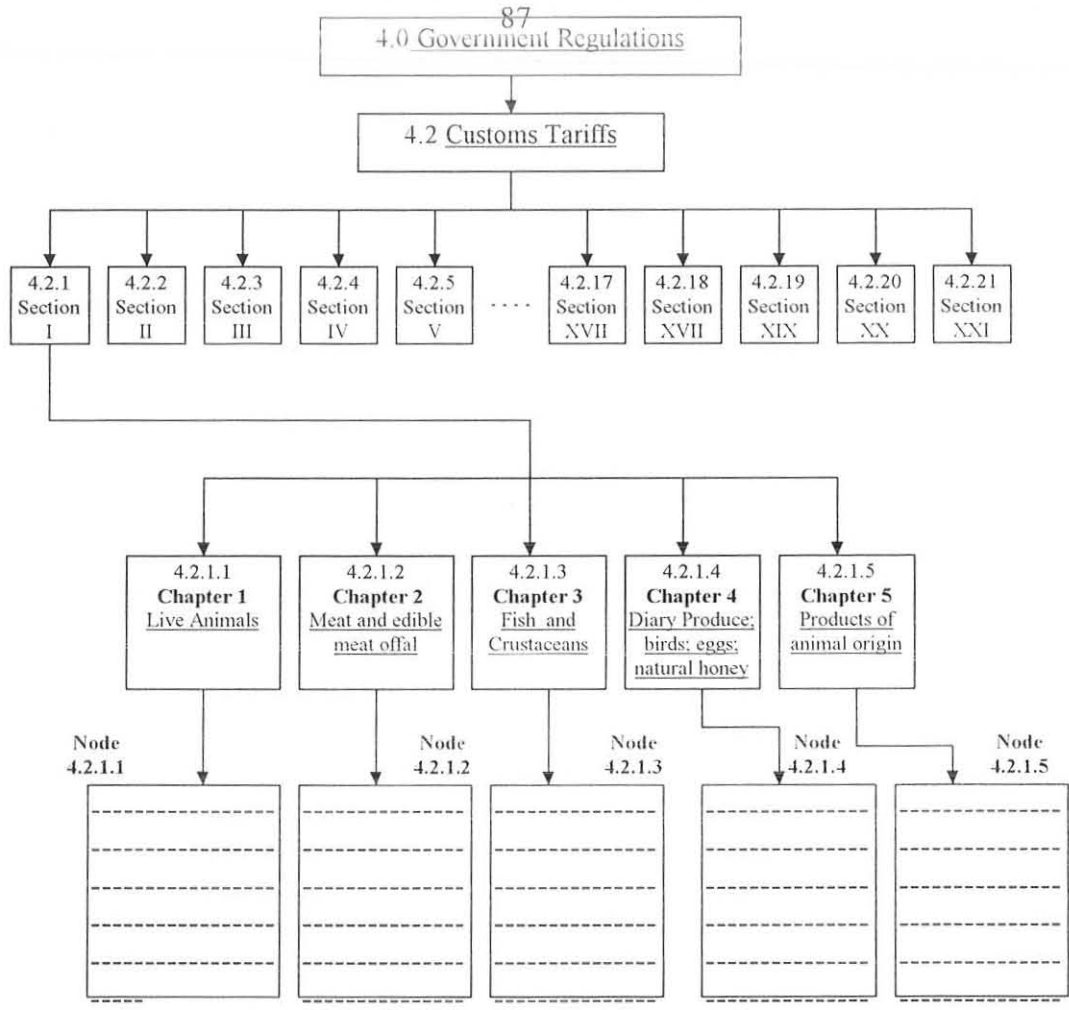 87
4.0 Government Regulations
4.2 Customs Tariffs
4.2.1
Section
I
4.2.2
Section
II
4.2.3
Section
III
4.2.4
Section
IV
4.2.5
Section
V
....
4.2.17
Section
XVII
4.2.18
Section
XVII
4.2.19
Section
XIX
4.2.20
Section
XX
4.2.21
Section
XXI
4.2.1.1
Chapter 1
Live Animals
4.2.1.2
Chapter 2
Meat and edible
meat offal
4.2.1.3
Chapter 3
Fish and
Crustaceans
4.2.1.4
Chapter 4
Diary Produce;
birds; eggs;
natural honey
4.2.1.5
Chapter 5
Products of
animal origin
Node
4.2.1.1
Node
4.2.1.2
Node
4.2.1.3
Node
4.2.1.4
Node
4.2.1.5